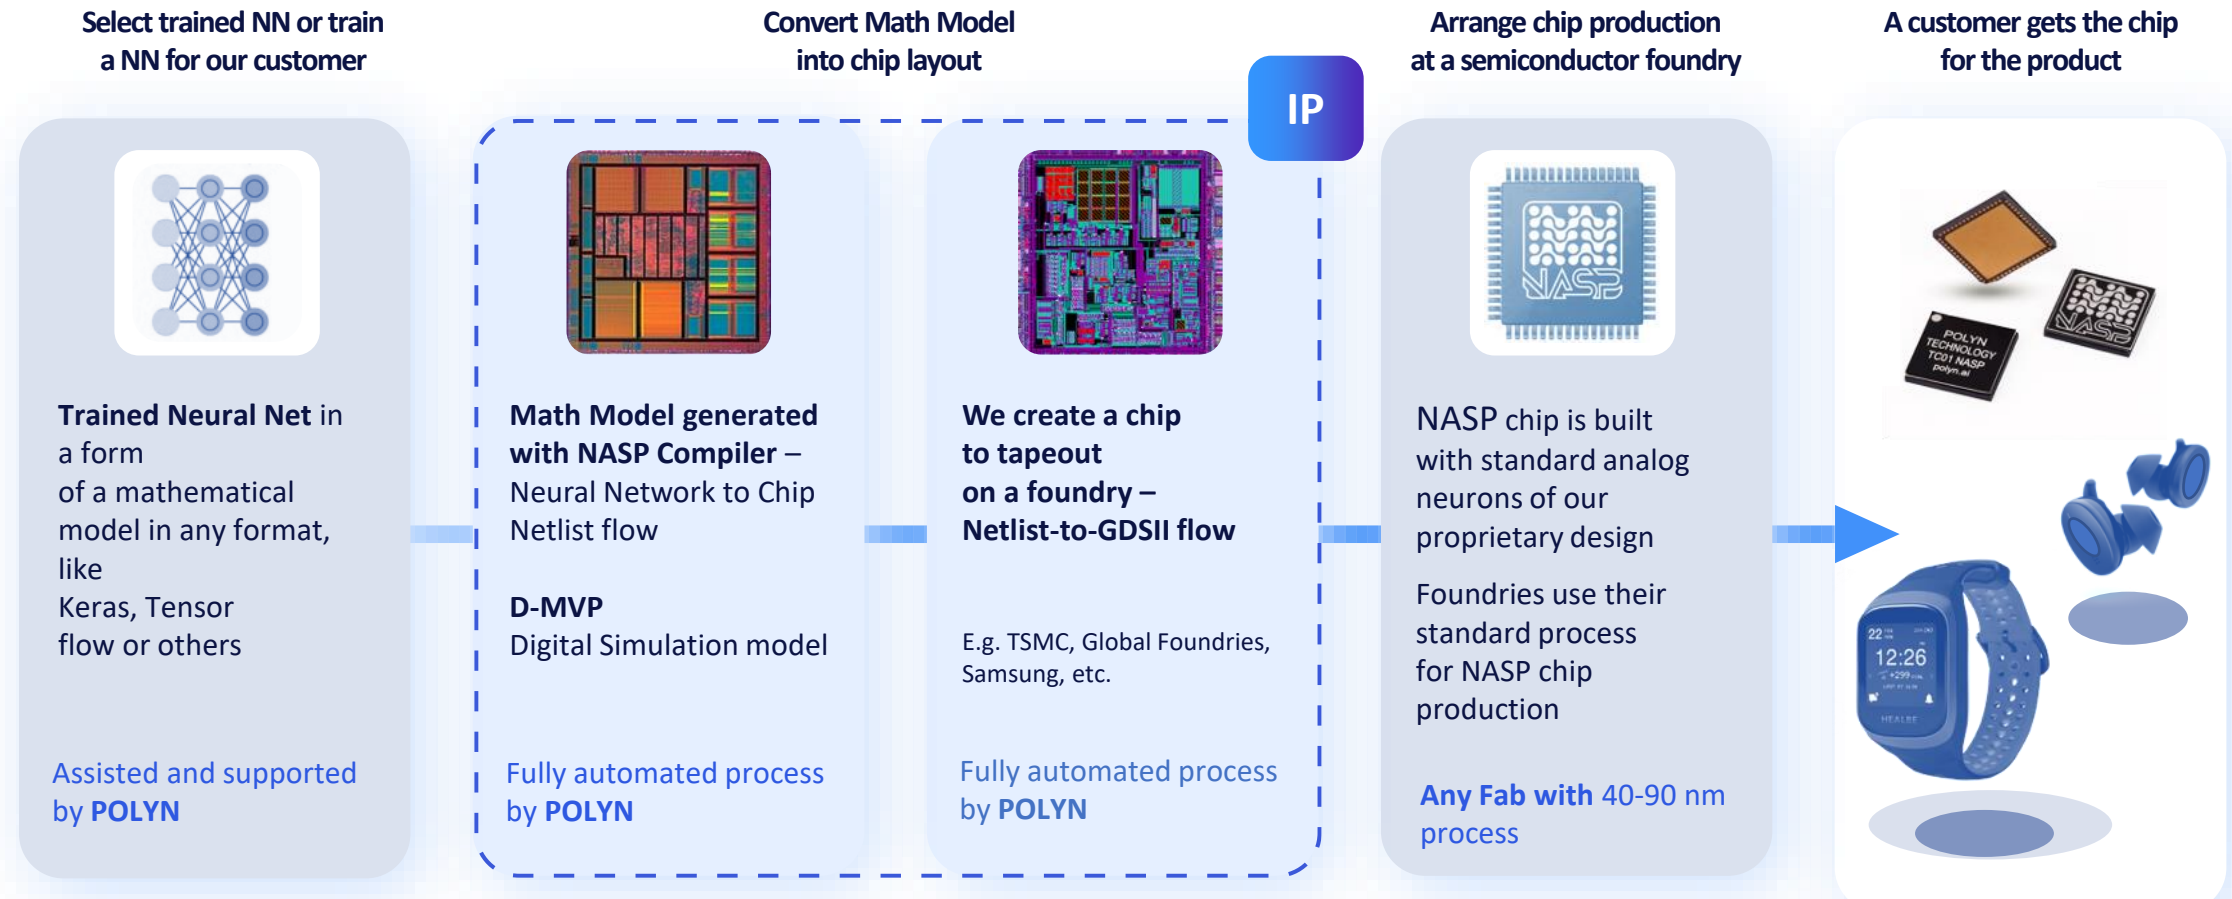 Select trained NN or train
a NN for our customer
Convert Math Model
into chip layout
Arrange chip production
at a semiconductor foundry
A customer gets the chip
for the product
IP
Trained Neural Net in
a form
of a mathematical
model in any format,
like
Keras, Tensor
flow or others
Assisted and supported
by POLYN
Math Model generated
with NASP Compiler –
Neural Network to Chip
Netlist flow
D-MVP
Digital Simulation model
Fully automated process
by POLYN
We create a chip
to tapeout
on a foundry –
Netlist-to-GDSII flow
E.g. TSMC, Global Foundries,
Samsung, etc.
Fully automated process
by POLYN
NASP
NASP chip is built
with standard analog
neurons of our
proprietary design
Foundries use their
standard process
for NASP chip
production
Any Fab with 40-90 nm
process
NASP
POLYN
TECHNOLOGY
TC01 NASP
polyn.ai
22
12:26
+299
HEALBE